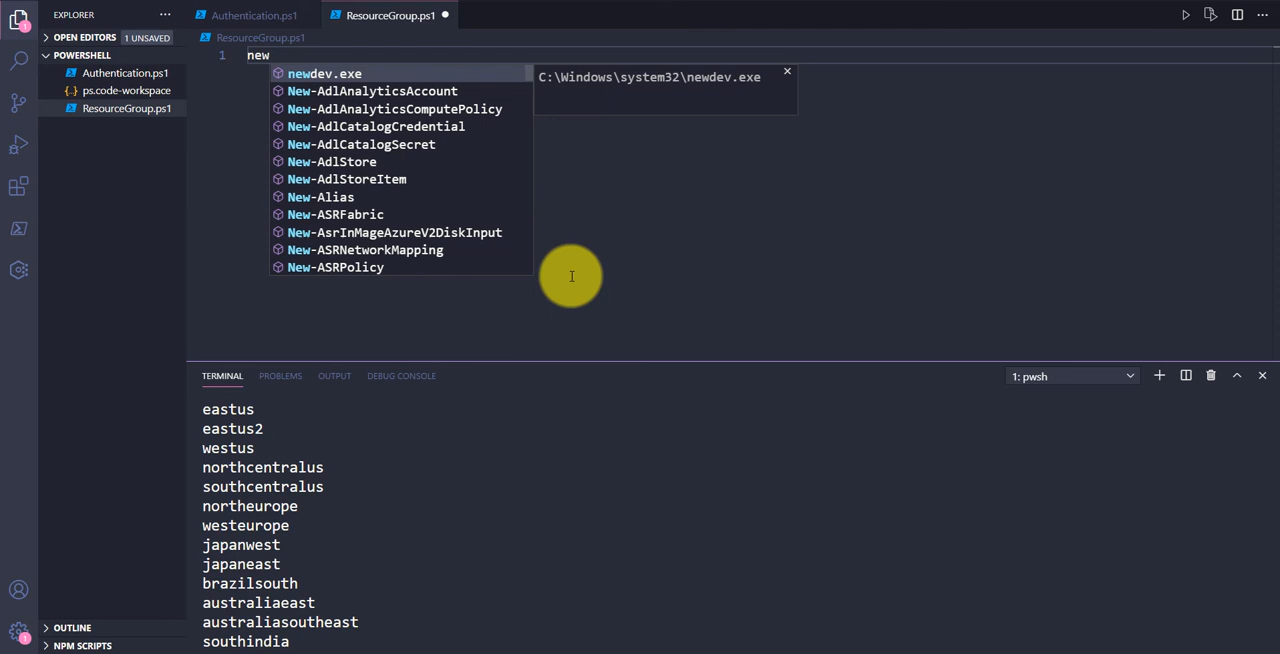 EXPLORER
Authentication.ps1
ResourceGroup.ps1
OPEN EDITORS 1 UNSAVED
POWERSHELL
Authentication.ps1
{..} ps.code-workspace
ResourceGroup.ps1
OUTLINE
NPM SCRIPTS
1
1
ResourceGroup.ps1
1 new
newdev.exe
New-AdlAnalyticsAccount
New-AdlAnalyticsComputePolicy
New-AdlCatalogCredential
New-AdlCatalogSecret
New-AdlStore
New-AdlStoreItem
New-Alias
New-ASRFabric
New-AsrInMageAzureV2DiskInput
New-ASRNetworkMapping
New-ASRPolicy
C:\Windows\system32\newdev.exe
TERMINAL PROBLEMS OUTPUT DEBUG CONSOLE
1: pwsh
eastus
eastus2
westus
northcentralus
southcentralus
northeurope
westeurope
japanwest
japaneast
brazilsouth
australiaeast
australiasoutheast
southindia